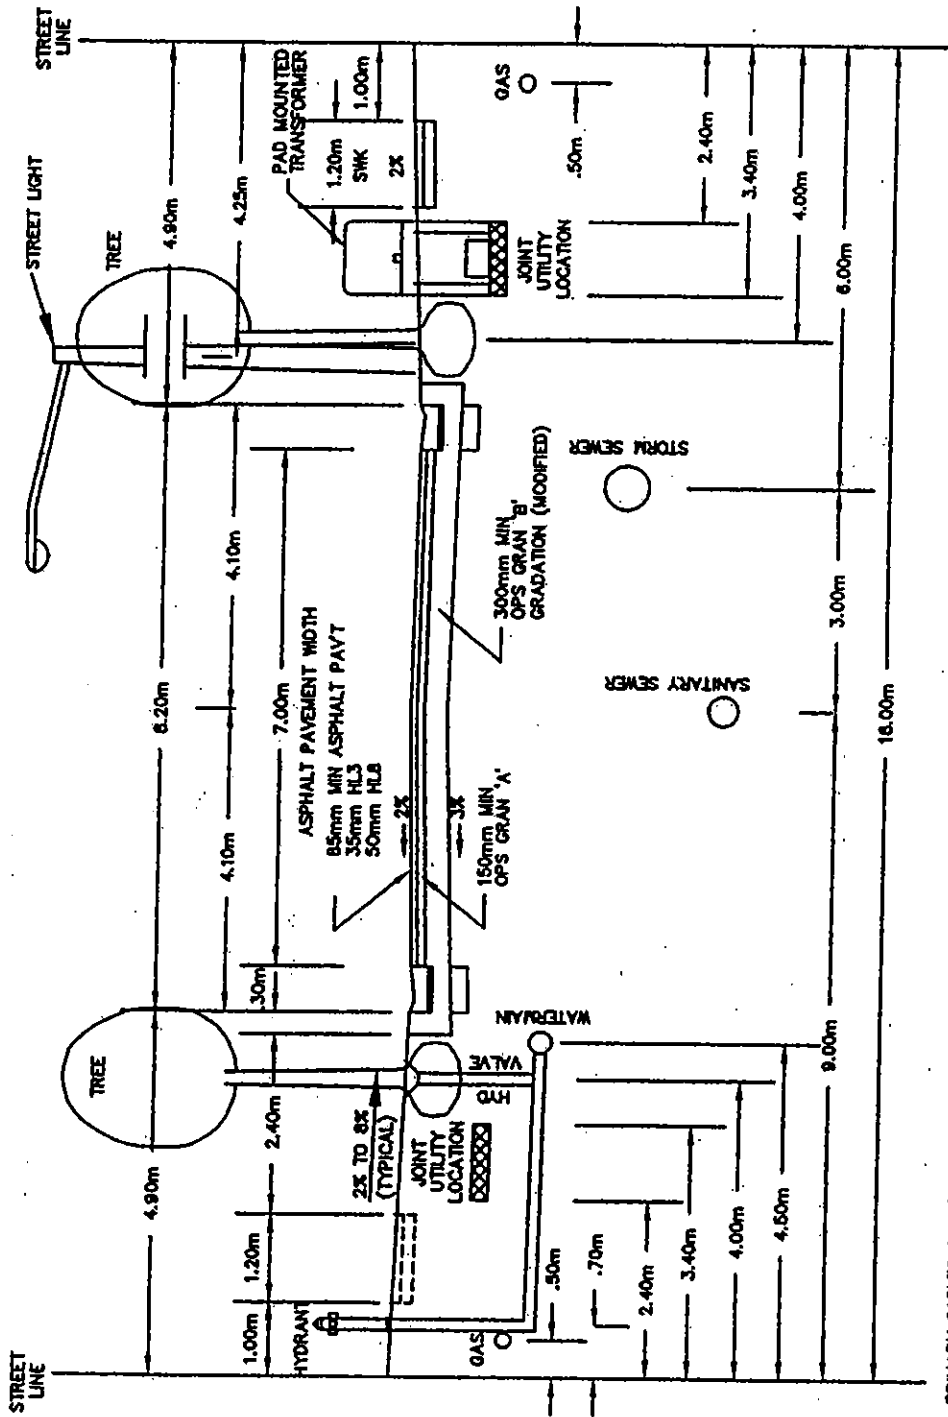 STREET
LINE
4.90m
8.20m
4.90m
STREET
LINE
STREET LIGHT
TREE
TREE
4.10m
4.10m
4.25m
1.00m
1.20m
2.40m
.30m
7.00m
ASPHALT PAVEMENT WIDTH
85mm MIN ASPHALT PAV'T
35mm HL3
50mm HL8
PAD MOUNTED
TRANSFORMER
1.20m
SWK
2%
1.00m
HYDRANT
2% TO 8%
(TYPICAL)
2%
3%
JOINT
UTILITY
LOCATION
HYD
VALVE
WATERMAIN
150mm MIN
OPS GRAN 'A'
300mm MIN
OPS GRAN 'B'
GRADATION (MODIFIED)
JOINT
UTILITY
LOCATION
GAS
GAS
SANITARY SEWER
STORM SEWER
.50m
.70m
2.40m
3.40m
4.00m
4.50m
9.00m
3.00m
6.00m
.50m
2.40m
3.40m
4.00m
18.00m